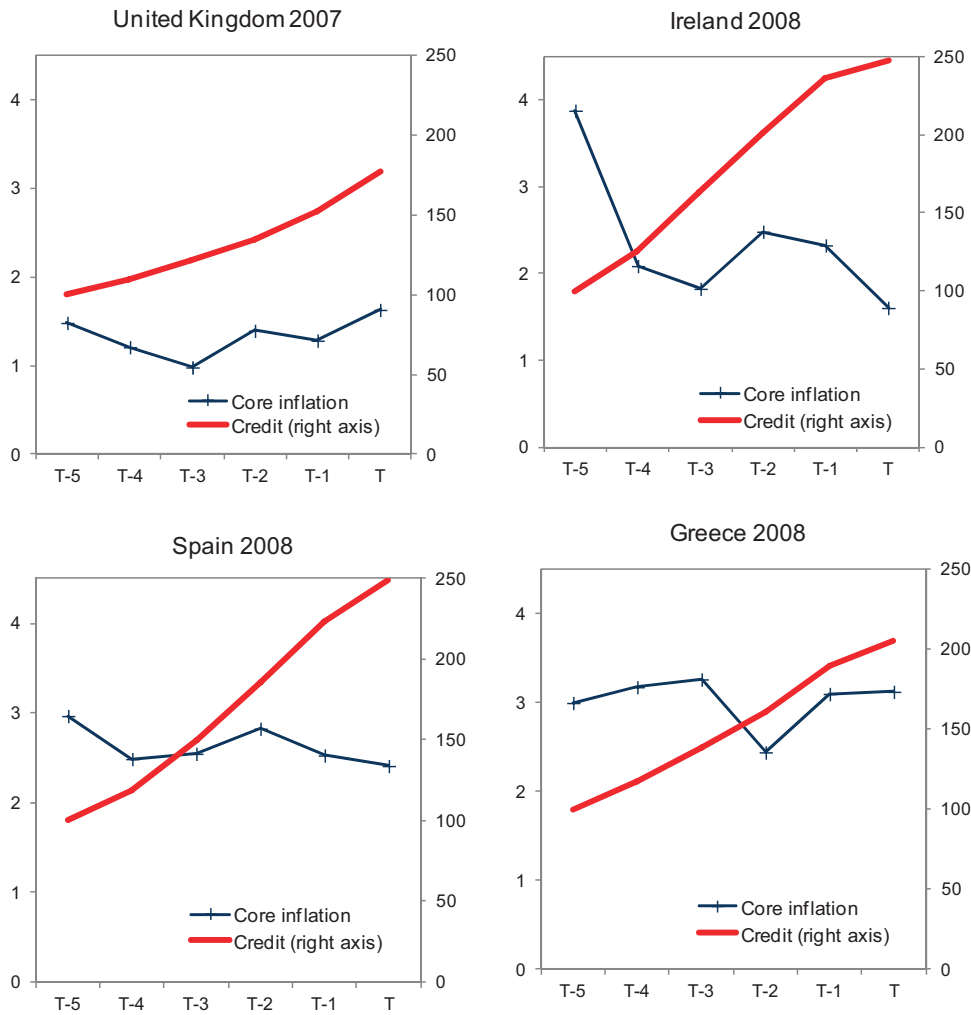 United Kingdom 2007
250
4
200
3
150
2
100
1
50
0
0
Core inflation
Credit (right axis)
T-5 T-4 T-3 T-2 T-1 T
Ireland 2008
250
4
200
3
150
2
100
1
50
0
0
Core inflation
Credit (right axis)
T-5 T-4 T-3 T-2 T-1 T
Spain 2008
250
4
200
3
150
2
100
1
50
0
0
Core inflation
Credit (right axis)
T-5 T-4 T-3 T-2 T-1 T
Greece 2008
250
4
200
3
150
2
100
1
50
0
0
Core inflation
Credit (right axis)
T-5 T-4 T-3 T-2 T-1 T